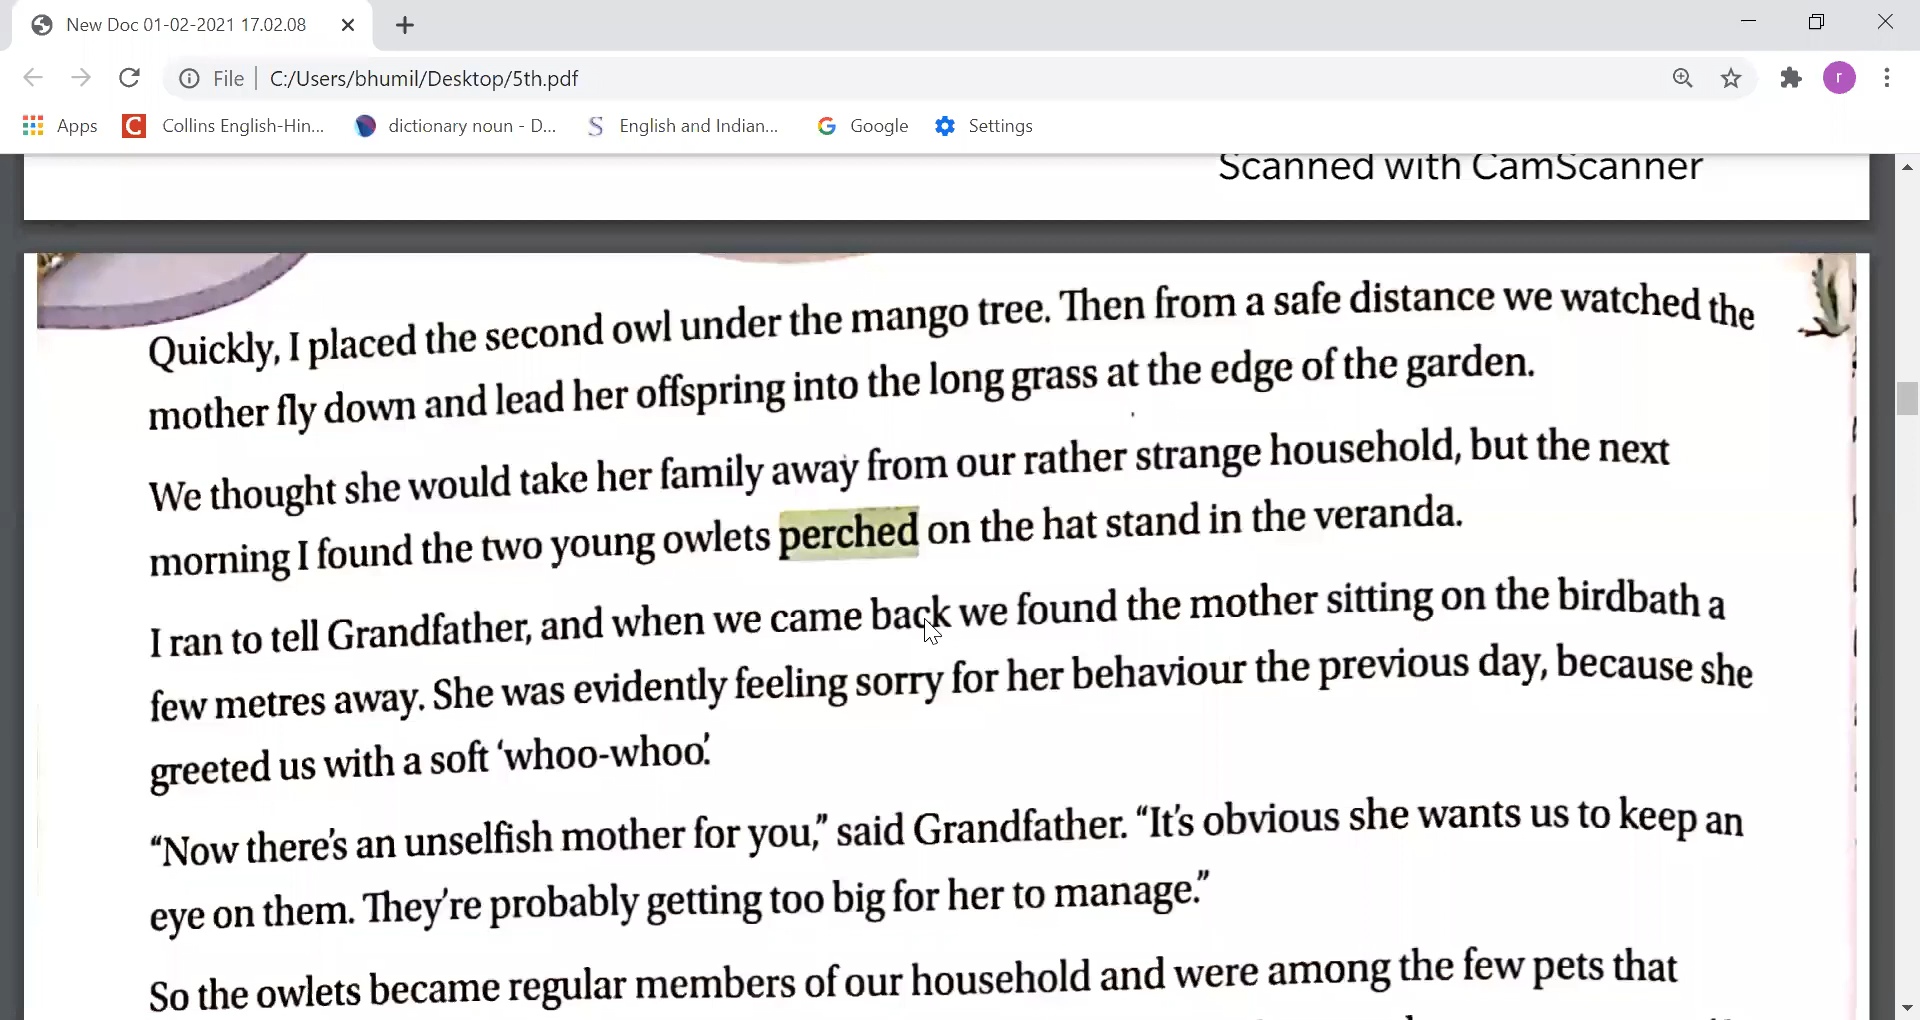 New Doc 01-02-2021 17.02.08
File
C:/Users/bhumil/Desktop/5th.pdf
r
Apps
C
Collins English-Hin...
dictionary noun - D...
S
English and Indian...
Google
Settings
Scanned with CamScanner
Quickly, I placed the second owl under the mango tree. Then from a safe distance we watched the
mother fly down and lead her offspring into the long grass at the edge of the garden.
We thought she would take her family away from our rather strange household, but the next
morning I found the two young owlets perched on the hat stand in the veranda.
I ran to tell Grandfather, and when we came back we found the mother sitting on the birdbath a
few metres away. She was evidently feeling sorry for her behaviour the previous day, because she
greeted us with a soft ‘whoo-whoo’.
“Now there’s an unselfish mother for you,” said Grandfather. “It’s obvious she wants us to keep an
eye on them. They’re probably getting too big for her to manage.”
So the owlets became regular members of our household and were among the few pets that